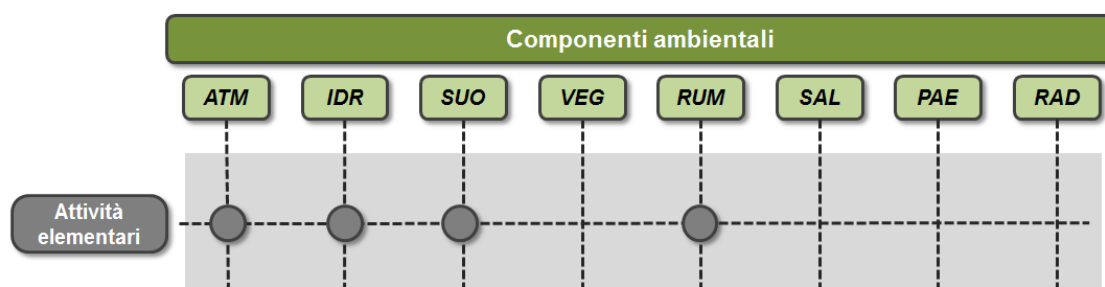 Componenti ambientali
ATM IDR SUO VEG RUM SAL PAE RAD
Attività
elementari